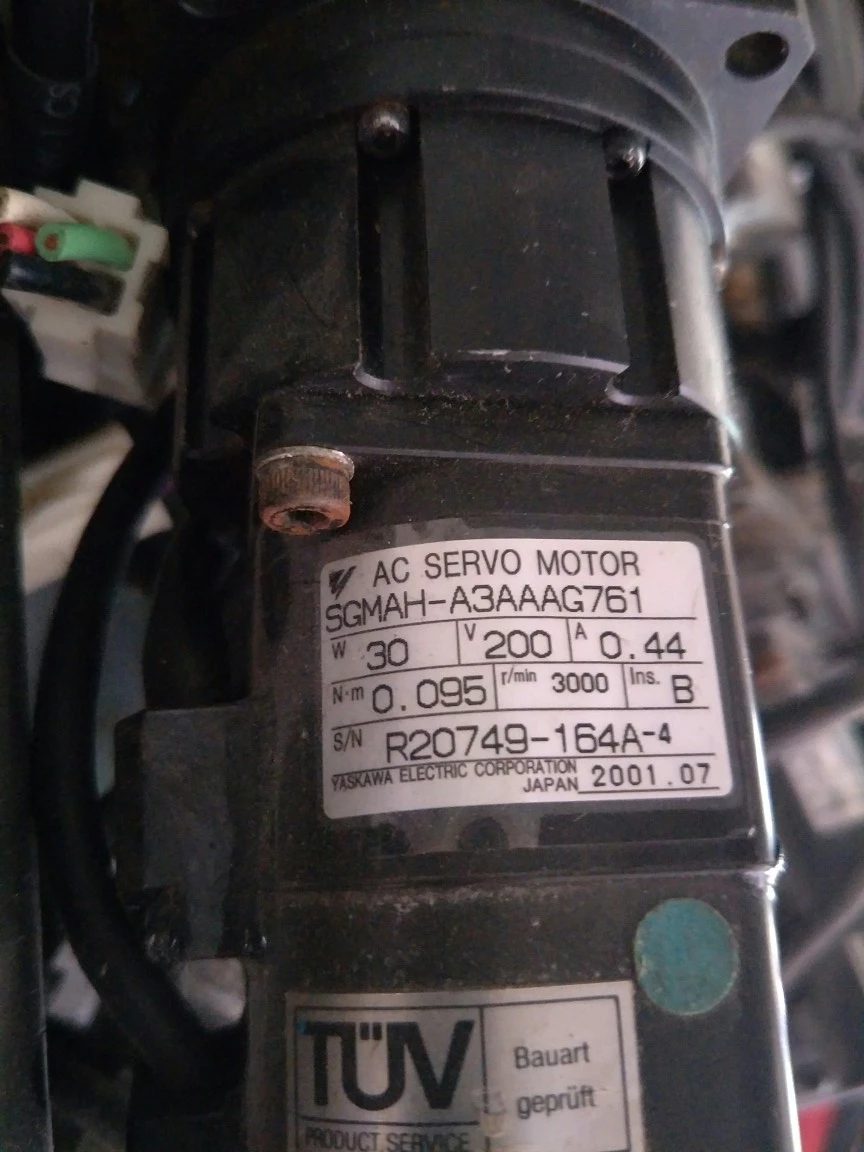 CS
AC SERVO MOTOR
SGMAH-A3AAAG761
W 30 V 200 A 0.44
N·m 0.095 r/min 3000 Ins. B
S/N R20749-164A-4
YASKAWA ELECTRIC CORPORATION
JAPAN 2001.07
TÜV
Bauart
geprüft
PRODUCT SERVICE